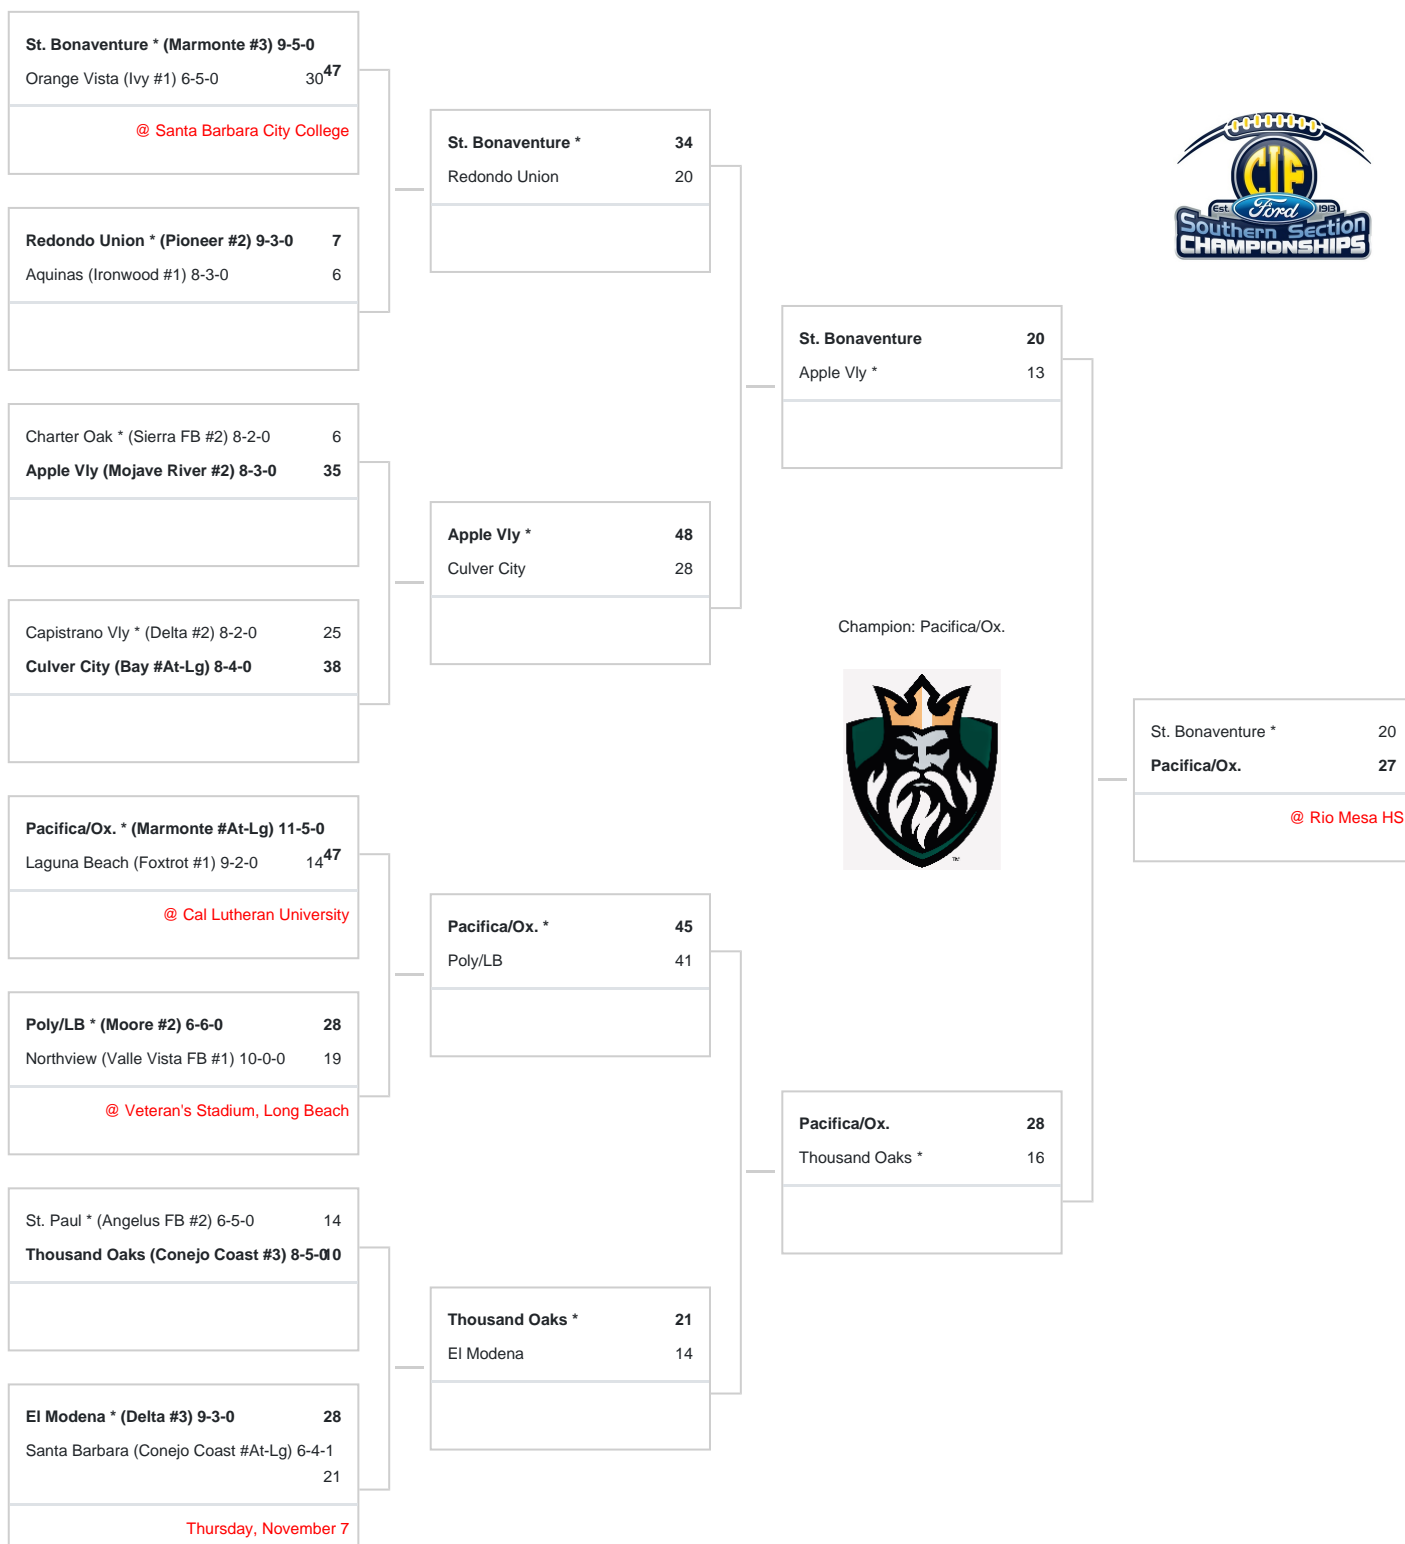 St. Bonaventure * (Marmonte #3) 9-5-0 47
Orange Vista (Ivy #1) 6-5-0 30
@ Santa Barbara City College
Redondo Union * (Pioneer #2) 9-3-0 7
Aquinas (Ironwood #1) 8-3-0 6
Charter Oak * (Sierra FB #2) 8-2-0 6
Apple Vly (Mojave River #2) 8-3-0 35
Capistrano Vly * (Delta #2) 8-2-0 25
Culver City (Bay #At-Lg) 8-4-0 38
Pacifica/Ox. * (Marmonte #At-Lg) 11-5-0 47
Laguna Beach (Foxtrot #1) 9-2-0 14
@ Cal Lutheran University
Poly/LB * (Moore #2) 6-6-0 28
Northview (Valle Vista FB #1) 10-0-0 19
@ Veteran's Stadium, Long Beach
St. Paul * (Angelus FB #2) 6-5-0 14
Thousand Oaks (Conejo Coast #3) 8-5-0
El Modena * (Delta #3) 9-3-0 28
Santa Barbara (Conejo Coast #At-Lg) 6-4-1
21
Thursday, November 7
St. Bonaventure * 34
Redondo Union 20
Apple Vly * 48
Culver City 28
Pacifica/Ox. * 45
Poly/LB 41
Thousand Oaks * 21
El Modena 14
St. Bonaventure 20
Apple Vly * 13
Champion: Pacifica/Ox.
Pacifica/Ox. 28
Thousand Oaks * 16
CIF
Est. Ford 1913
Southern Section
CHAMPIONSHIPS
St. Bonaventure * 20
Pacifica/Ox. 27
@ Rio Mesa HS